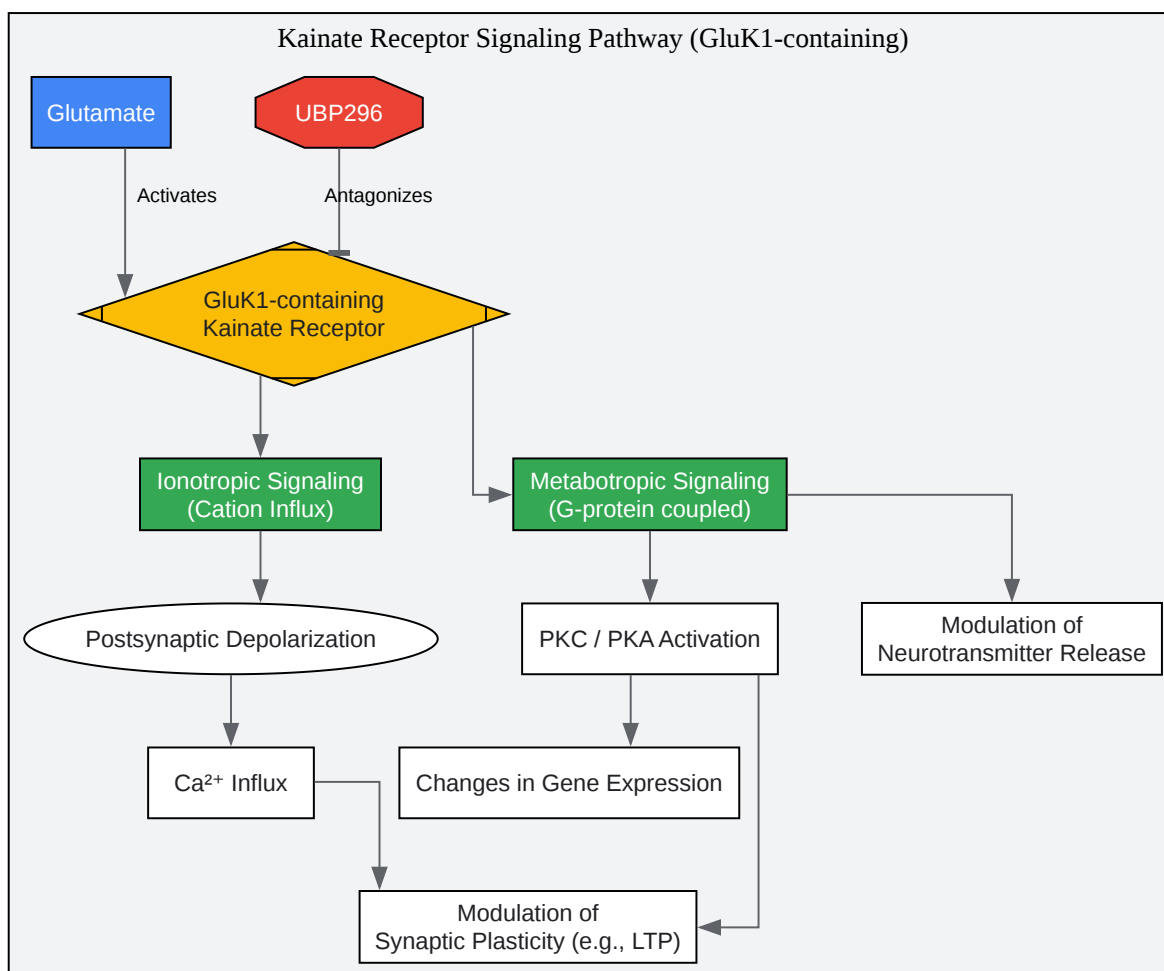 Kainate Receptor Signaling Pathway (GluK1-containing)
Glutamate
UBP296
Activates
Antagonizes
GluK1-containing
Kainate Receptor
Ionotropic Signaling
(Cation Influx)
Metabotropic Signaling
(G-protein coupled)
Postsynaptic Depolarization
PKC / PKA Activation
Modulation of
Neurotransmitter Release
Ca²⁺ Influx
Changes in Gene Expression
Modulation of
Synaptic Plasticity (e.g., LTP)